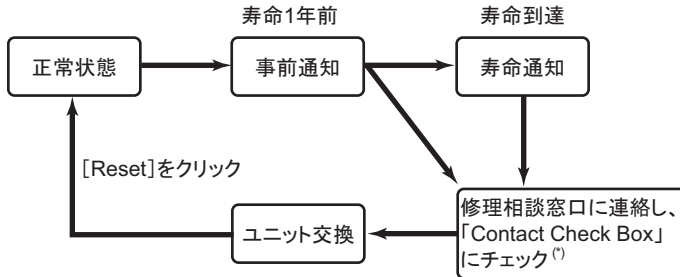 寿命1年前
寿命到達
正常状態
事前通知
寿命通知
[Reset]をクリック
ユニット交換
修理相談窓口に連絡し、
「Contact Check Box」
にチェック(*)